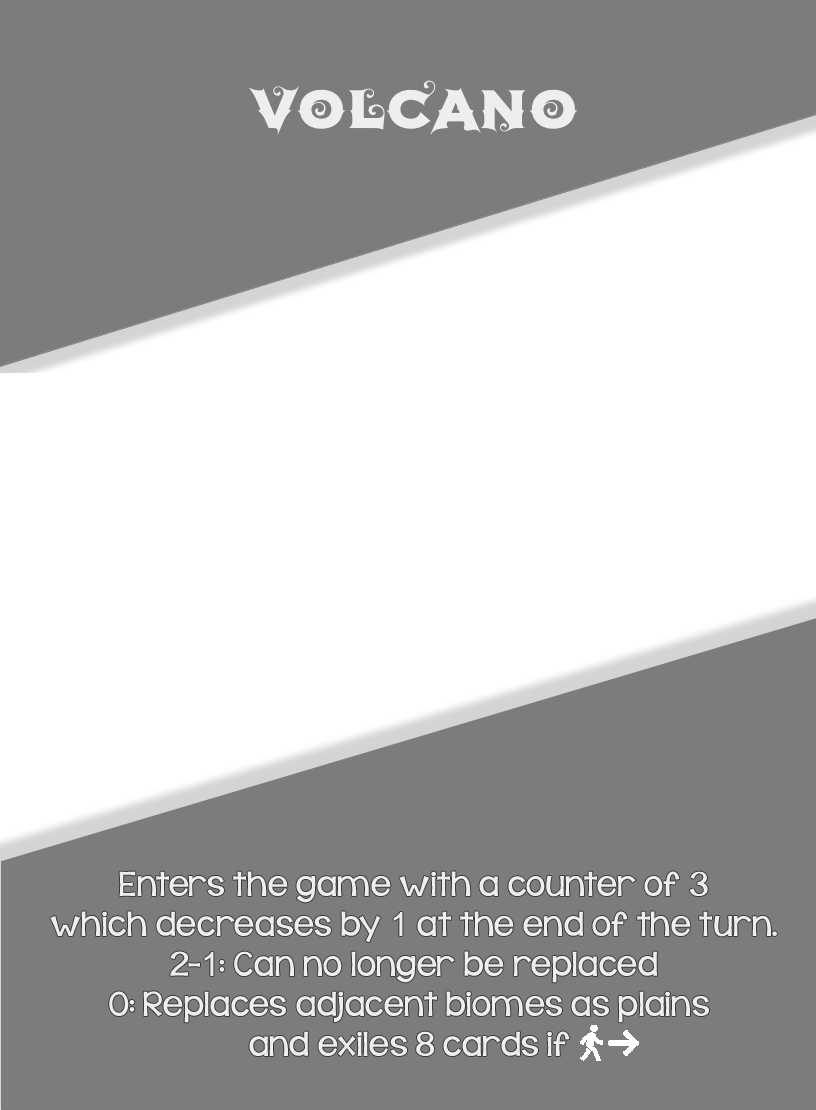 VOLCANO
Enters the game with a counter of 3
which decreases by 1 at the end of the turn.
2-1: Can no longer be replaced
0: Replaces adjacent biomes as plains
and exiles 8 cards if